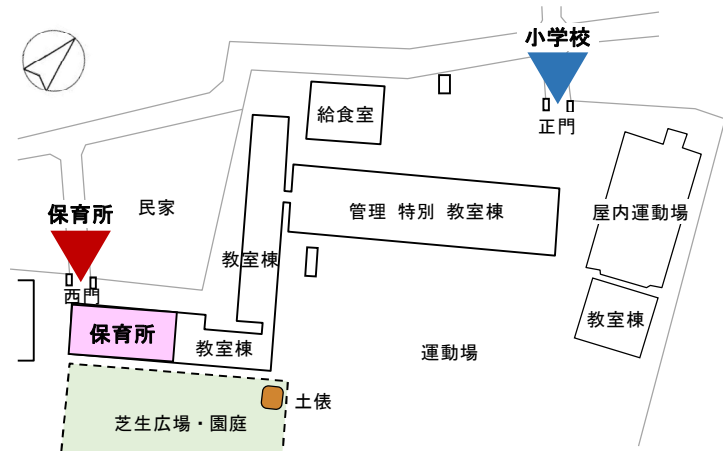 小学校
正門
給食室
管理 特別 教室棟
屋内運動場
民家
保育所
西門
教室棟
保育所
教室棟
教室棟
運動場
土俵
芝生広場・園庭